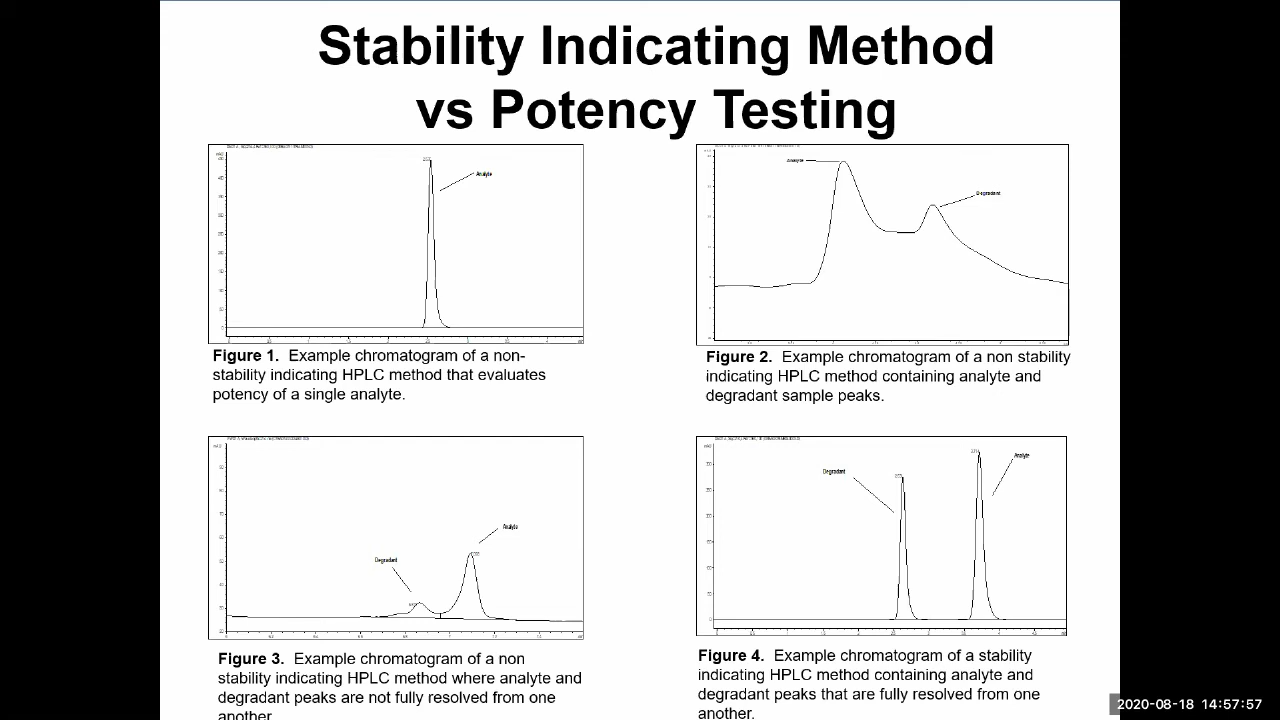 Stability Indicating Method
vs Potency Testing
Analyte
Figure 1. Example chromatogram of a non-
stability indicating HPLC method that evaluates
potency of a single analyte.
Analyte
Degradant
Figure 2. Example chromatogram of a non stability
indicating HPLC method containing analyte and
degradant sample peaks.
Degradant
Analyte
Figure 3. Example chromatogram of a non
stability indicating HPLC method where analyte and
degradant peaks are not fully resolved from one
another.
Degradant
Analyte
Figure 4. Example chromatogram of a stability
indicating HPLC method containing analyte and
degradant peaks that are fully resolved from one
another.
2020-08-18 14:57:57